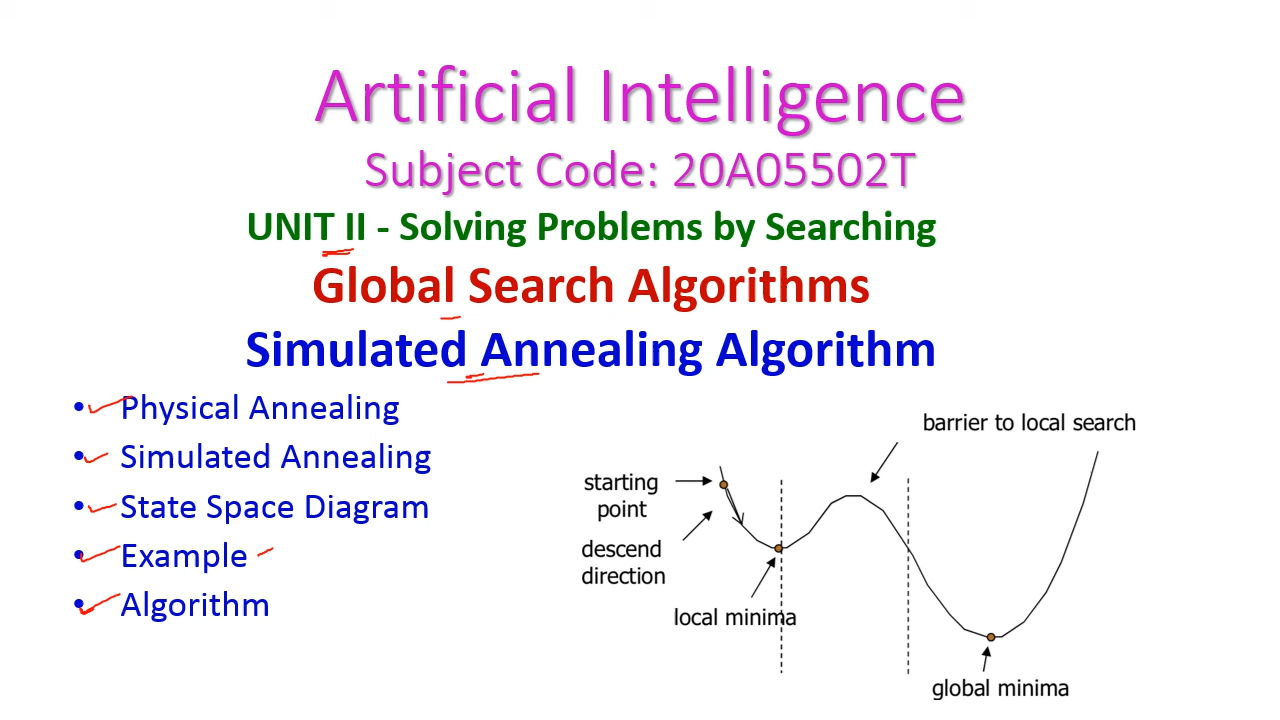 Artificial Intelligence
Subject Code: 20A05502T
UNIT II - Solving Problems by Searching
Global Search Algorithms
Simulated Annealing Algorithm
• Physical Annealing
• Simulated Annealing
• State Space Diagram
• Example
• Algorithm
barrier to local search
starting
point
descend
direction
local minima
global minima